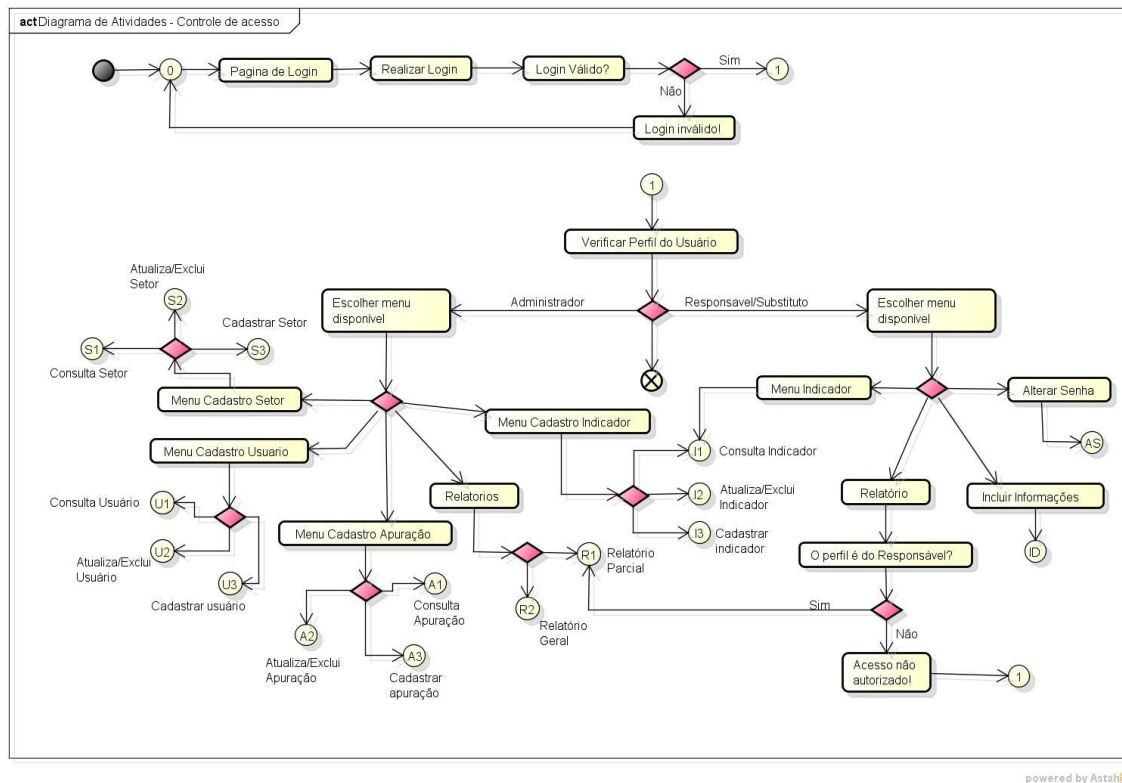 act Diagrama de Atividades - Controle de acesso
0
Pagina de Login
Realizar Login
Login Válido?
Sim
1
Não
Login inválido!
1
Verificar Perfil do Usuário
Administrador
Responsavel/Substituto
Escolher menu
disponível
Escolher menu
disponível
Atualiza/Exclui
Setor
S2
Cadastrar Setor
S1
S3
Consulta Setor
Menu Cadastro Setor
Menu Indicador
Alterar Senha
Menu Cadastro Indicador
AS
Menu Cadastro Usuario
I1
Consulta Indicador
Consulta Usuário
U1
Relatorios
I2
Atualiza/Exclui
Indicador
Relatório
Incluir Informações
Menu Cadastro Apuração
I3
Cadastrar
indicador
U2
Atualiza/Exclui
Usuário
R1
Relatório
Parcial
O perfil é do Responsável?
ID
U3
Cadastrar usuário
A1
Consulta
Apuração
R2
Relatório
Geral
Sim
A2
Atualiza/Exclui
Apuração
Não
A3
Cadastrar
apuração
Acesso não
autorizado!
1
powered by Astah